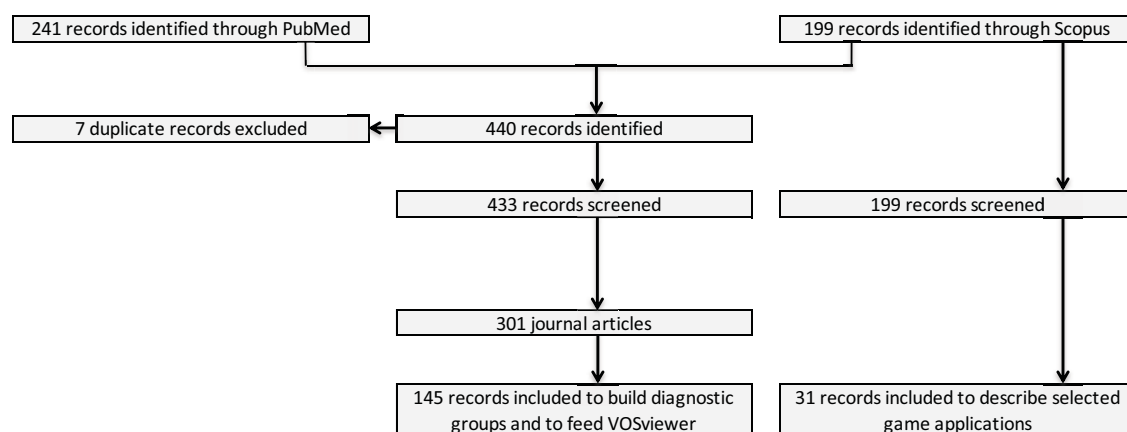 241 records identified through PubMed
199 records identified through Scopus
7 duplicate records excluded
440 records identified
433 records screened
199 records screened
301 journal articles
145 records included to build diagnostic
groups and to feed VOSviewer
31 records included to describe selected
game applications